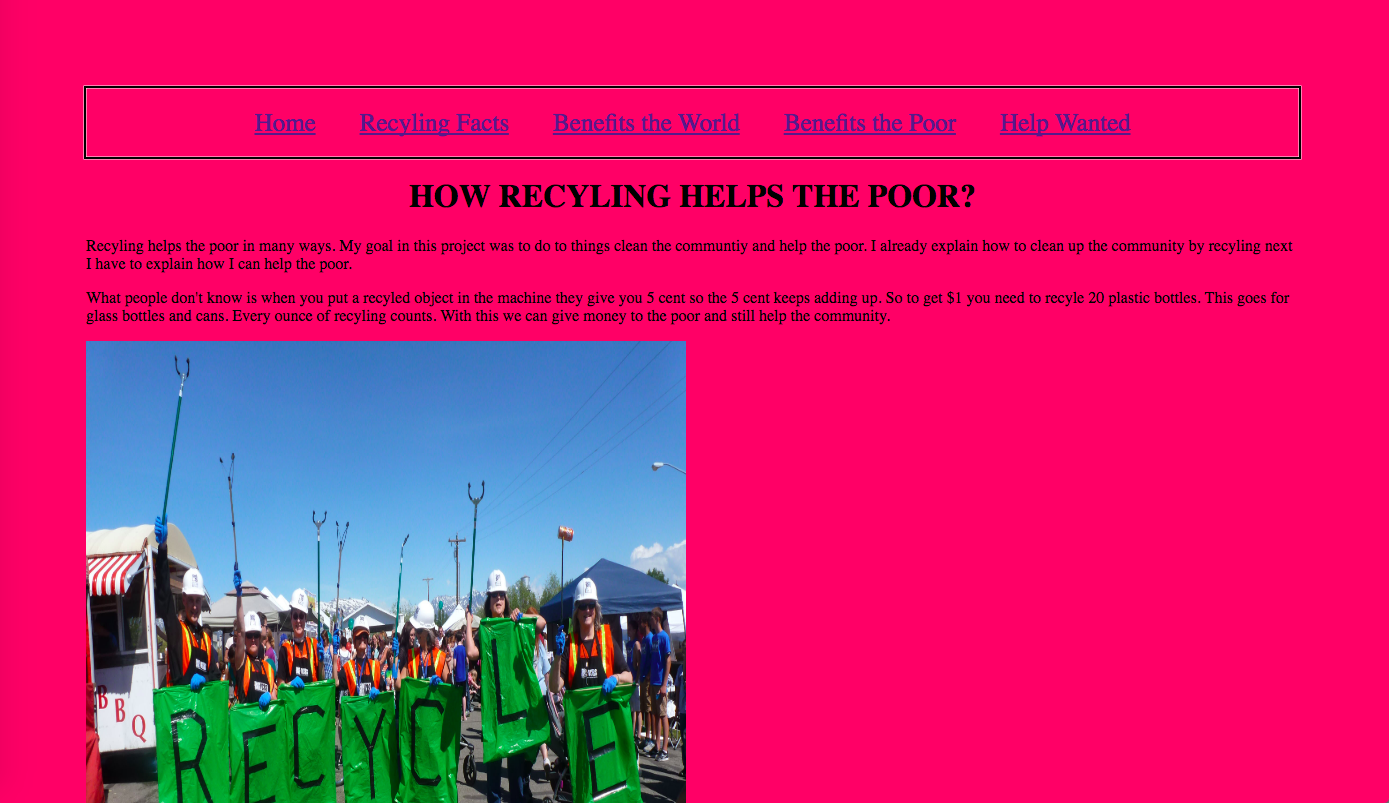 Home Recyling Facts Benefits the World Benefits the Poor Help Wanted
HOW RECYLING HELPS THE POOR?
Recyling helps the poor in many ways. My goal in this project was to do to things clean the communtiy and help the poor. I already explain how to clean up the community by recyling next
I have to explain how I can help the poor.
What people don't know is when you put a recyled object in the machine they give you 5 cent so the 5 cent keeps adding up. So to get $1 you need to recyle 20 plastic bottles. This goes for
glass bottles and cans. Every ounce of recyling counts. With this we can give money to the poor and still help the community.
BBQ
RECYCLE